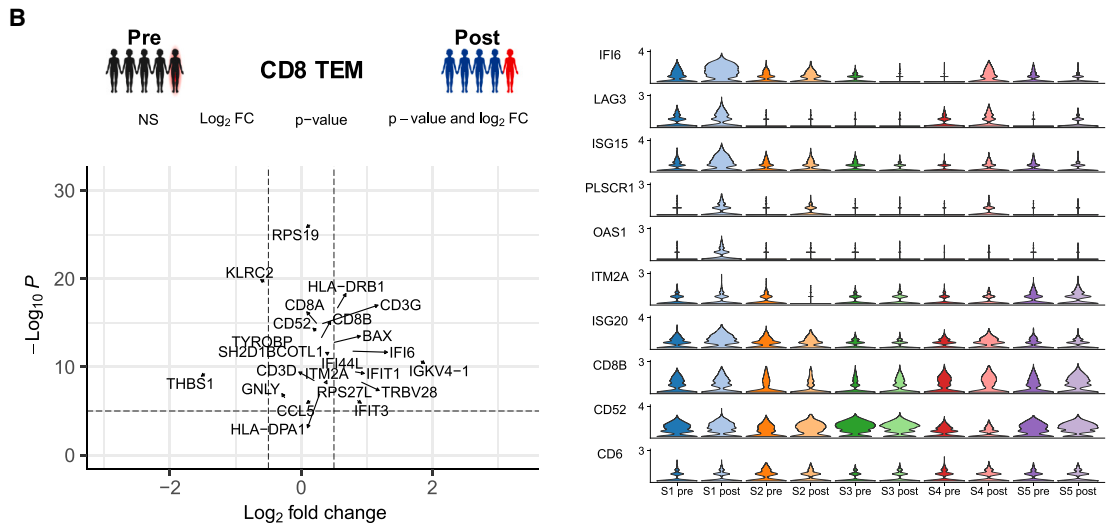 B
Pre
Post
CD8 TEM
NS
Log2 FC
p−value
p−value and log2 FC
30
20
10
0
−Log10 P
−2
0
2
Log2 fold change
RPS19
KLRC2
HLA−DRB1
CD8A
CD3G
CD52
CD8B
TYROBP
BAX
SH2D1B
COTL1
IFI6
IFI44L
IGKV4−1
CD3D
ITM2A
IFIT1
THBS1
GNLY
RPS27L
TRBV28
CCL5
IFIT3
HLA−DPA1
IFI6
4
LAG3
3
ISG15
4
PLSCR1
3
OAS1
3
ITM2A
3
ISG20
4
CD8B
3
CD52
4
CD6
3
S1 pre
S1 post
S2 pre
S2 post
S3 pre
S3 post
S4 pre
S4 post
S5 pre
S5 post